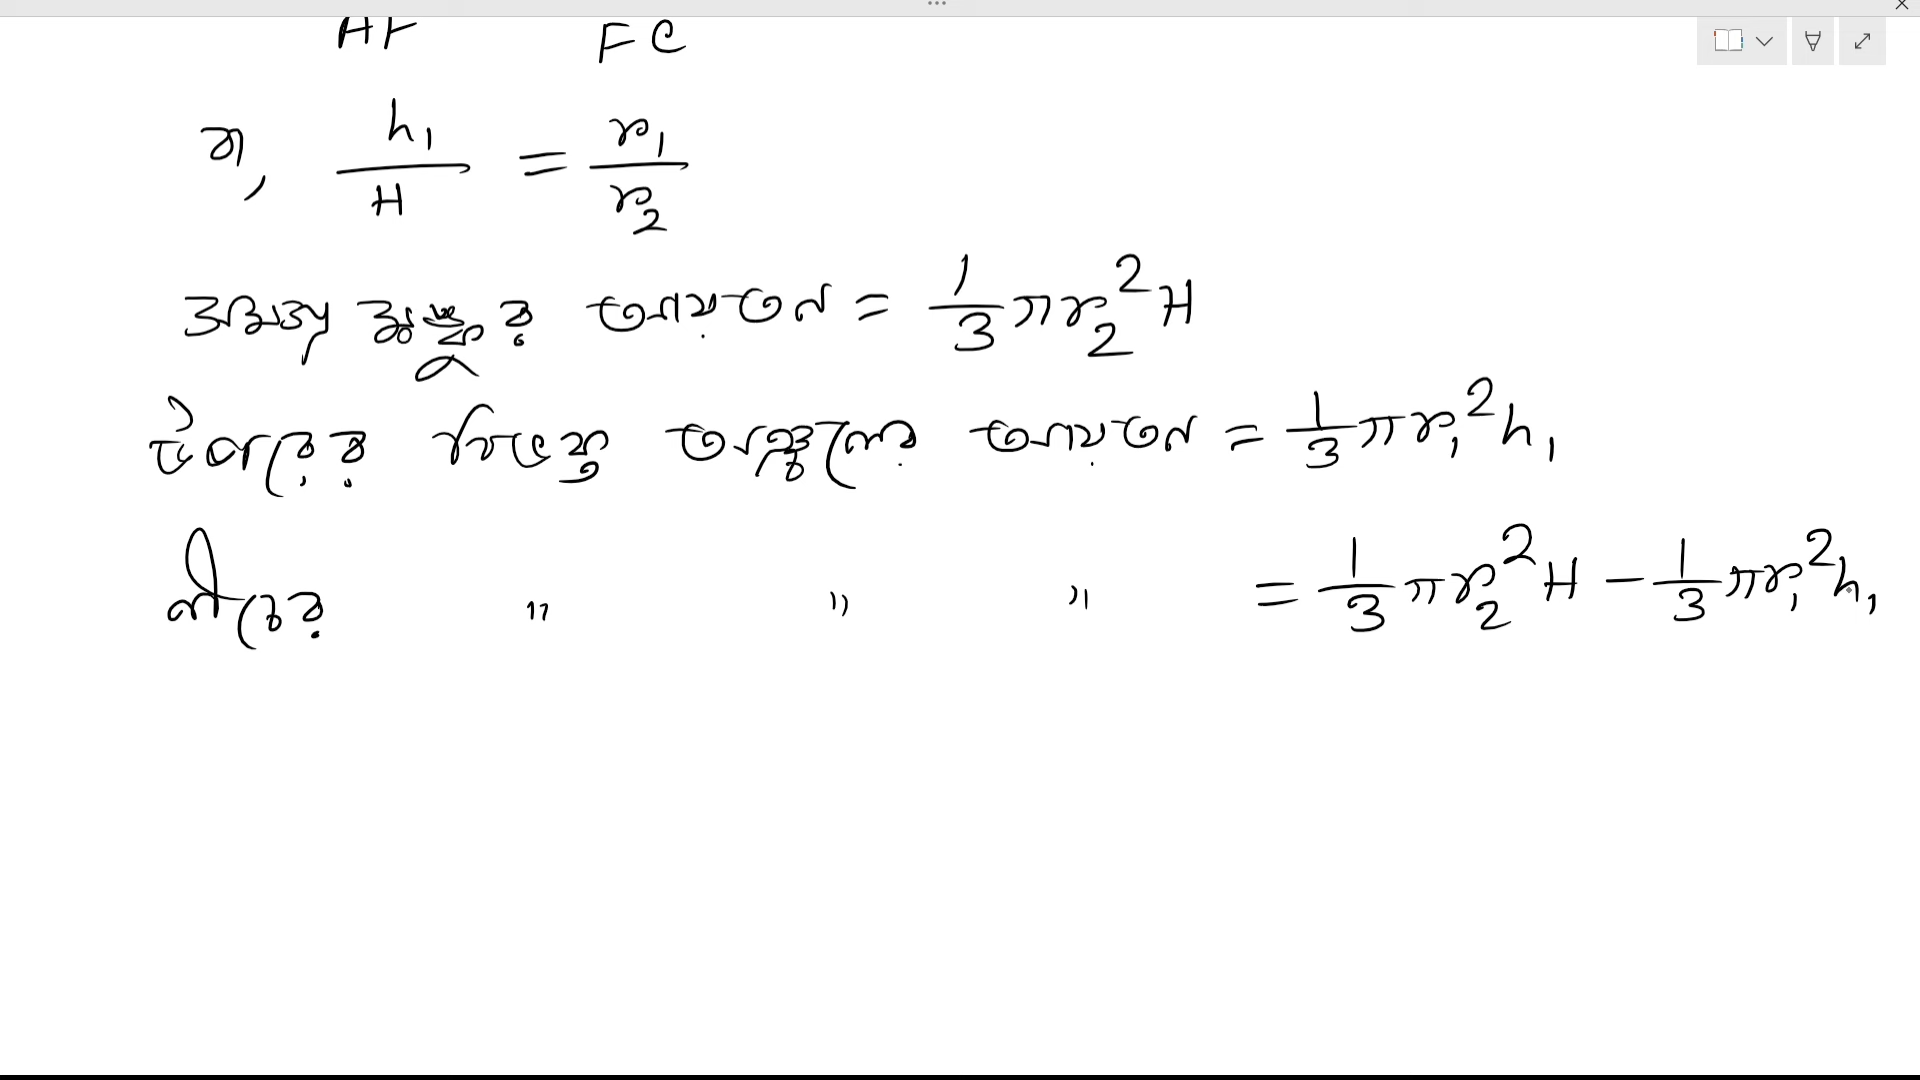 AF FC
বা, h₁/H = r₁/r₂
সমগ্র শঙ্কুর আয়তন = 1/3 πr₂²H
উপরের বিচ্ছিন্ন অংশের আয়তন = 1/3 πr₁²h₁
নীচের " " " = 1/3 πr₂²H − 1/3 πr₁²h₁